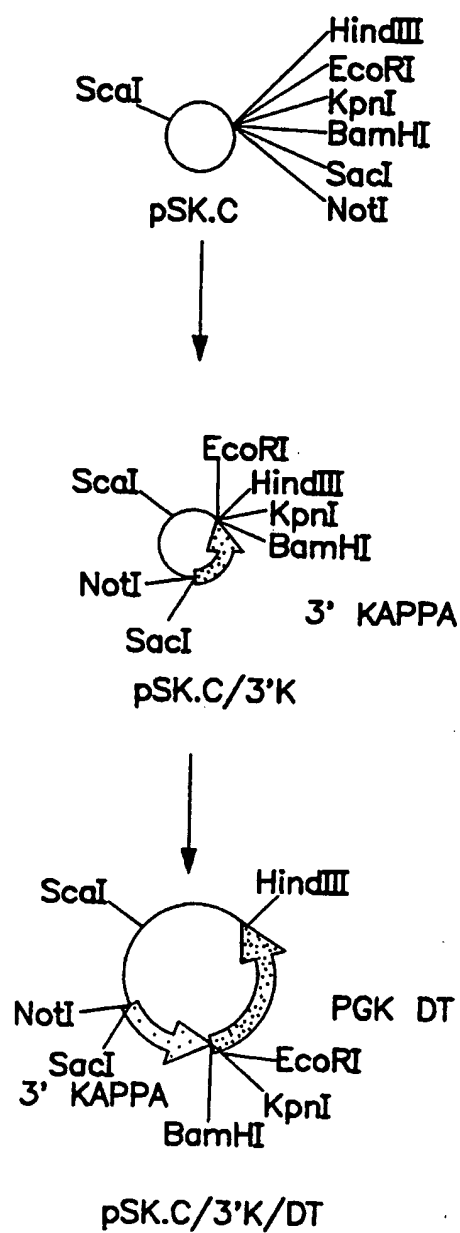 HindIII
EcoRI
ScaI
KpnI
BamHI
SacI
NotI
pSK.C
EcoRI
ScaI
HindIII
KpnI
BamHI
NotI
3' KAPPA
SacI
pSK.C/3'K
HindIII
ScaI
NotI
PGK DT
SacI
EcoRI
3' KAPPA
KpnI
BamHI
pSK.C/3'K/DT